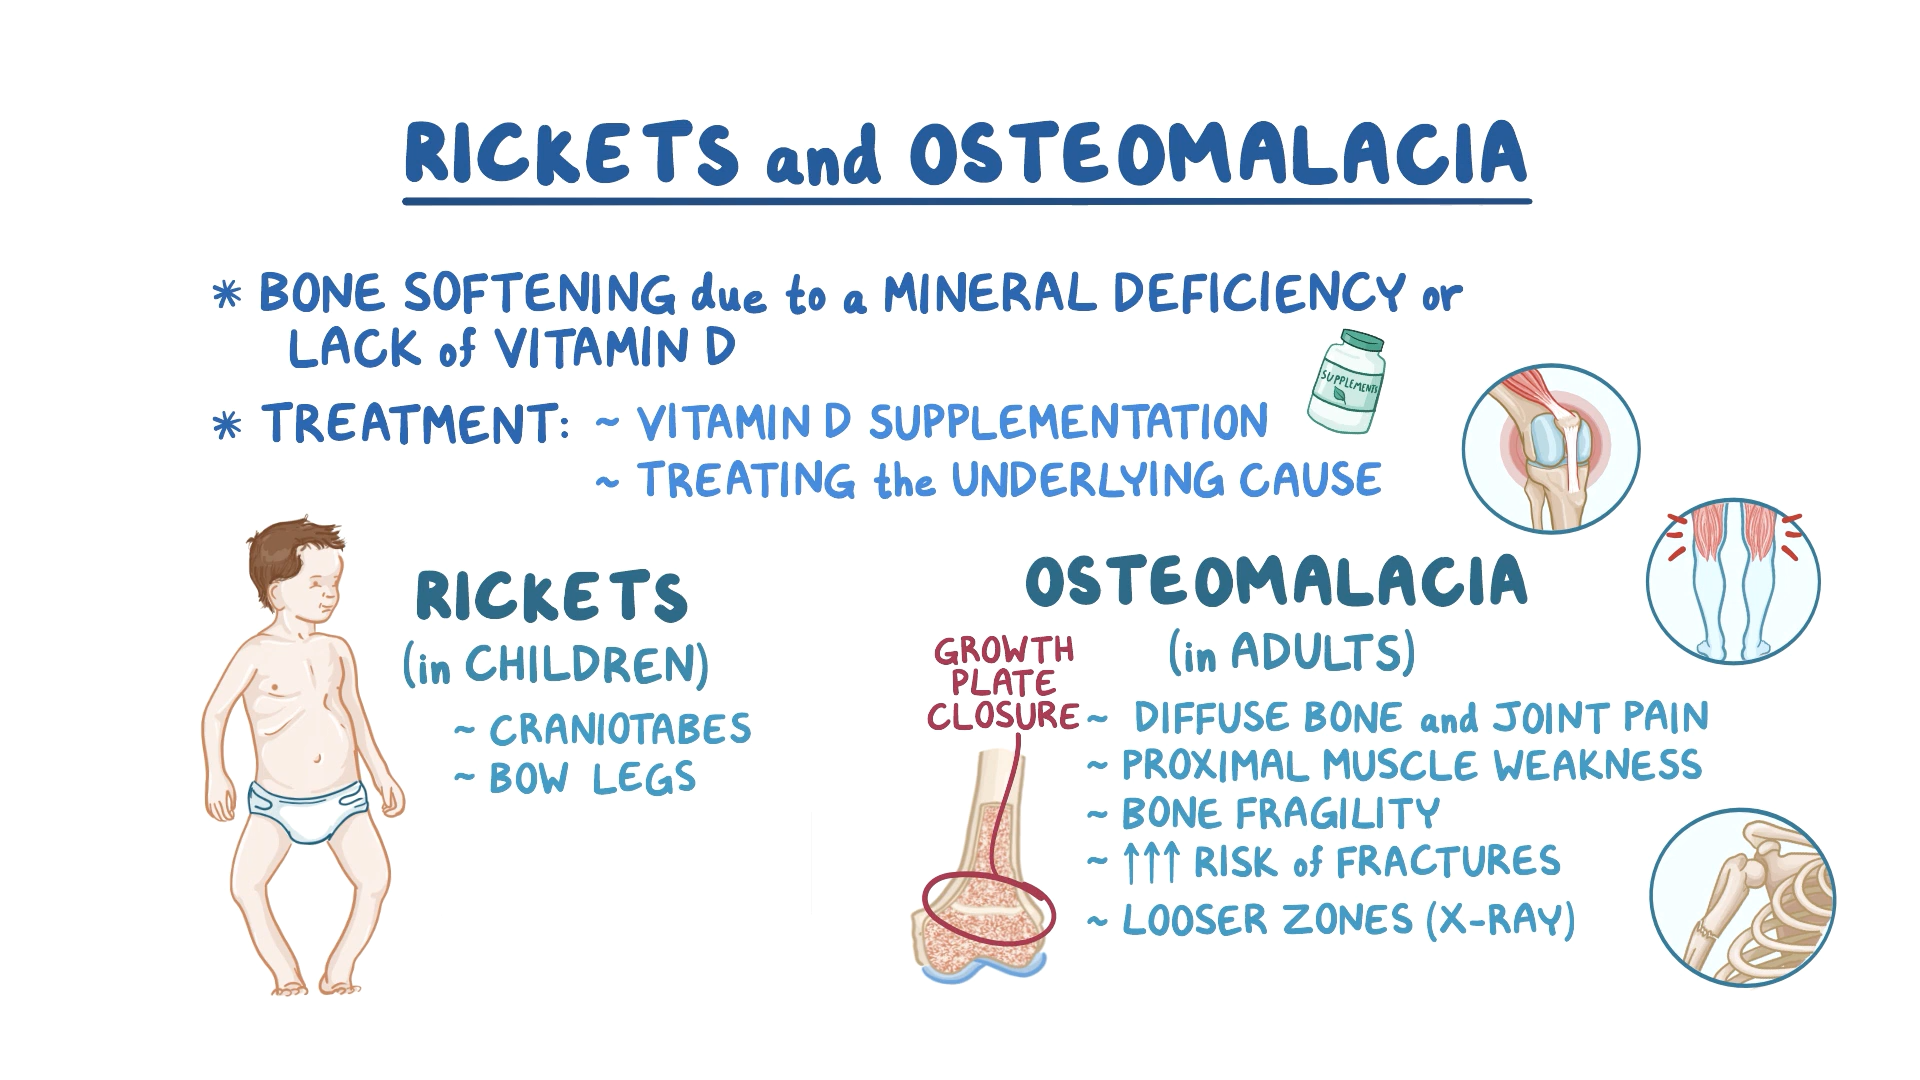 RICKETS and OSTEOMALACIA
* BONE SOFTENING due to a MINERAL DEFICIENCY or
LACK of VITAMIN D
* TREATMENT: ~ VITAMIN D SUPPLEMENTATION
SUPPLEMENTS
~ TREATING the UNDERLYING CAUSE
RICKETS
(in CHILDREN)
~ CRANIOTABES
~ BOW LEGS
OSTEOMALACIA
(in ADULTS)
GROWTH
PLATE
CLOSURE
~ DIFFUSE BONE and JOINT PAIN
~ PROXIMAL MUSCLE WEAKNESS
~ BONE FRAGILITY
~ ↑↑↑ RISK of FRACTURES
~ LOOSER ZONES (X-RAY)